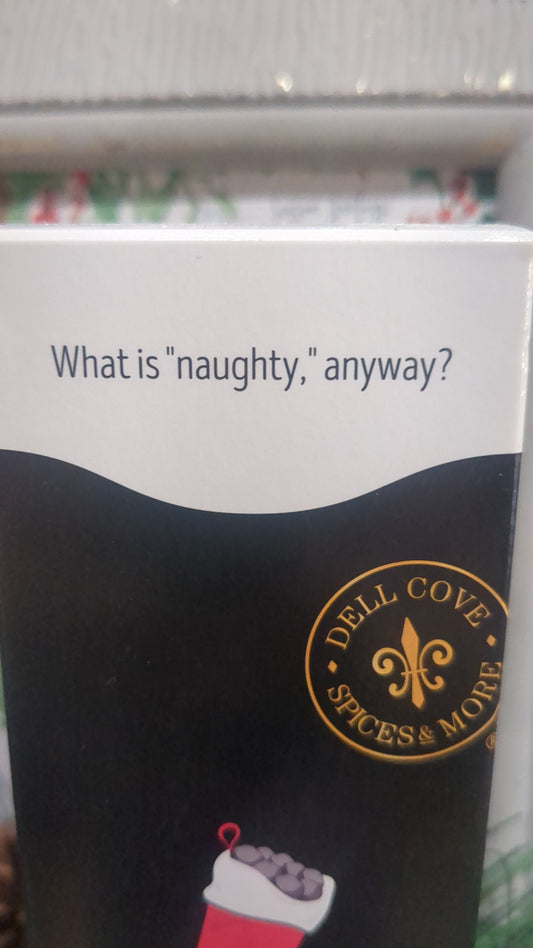 What is "naughty," anyway?
DELL COVE
SPICES & MORE
®